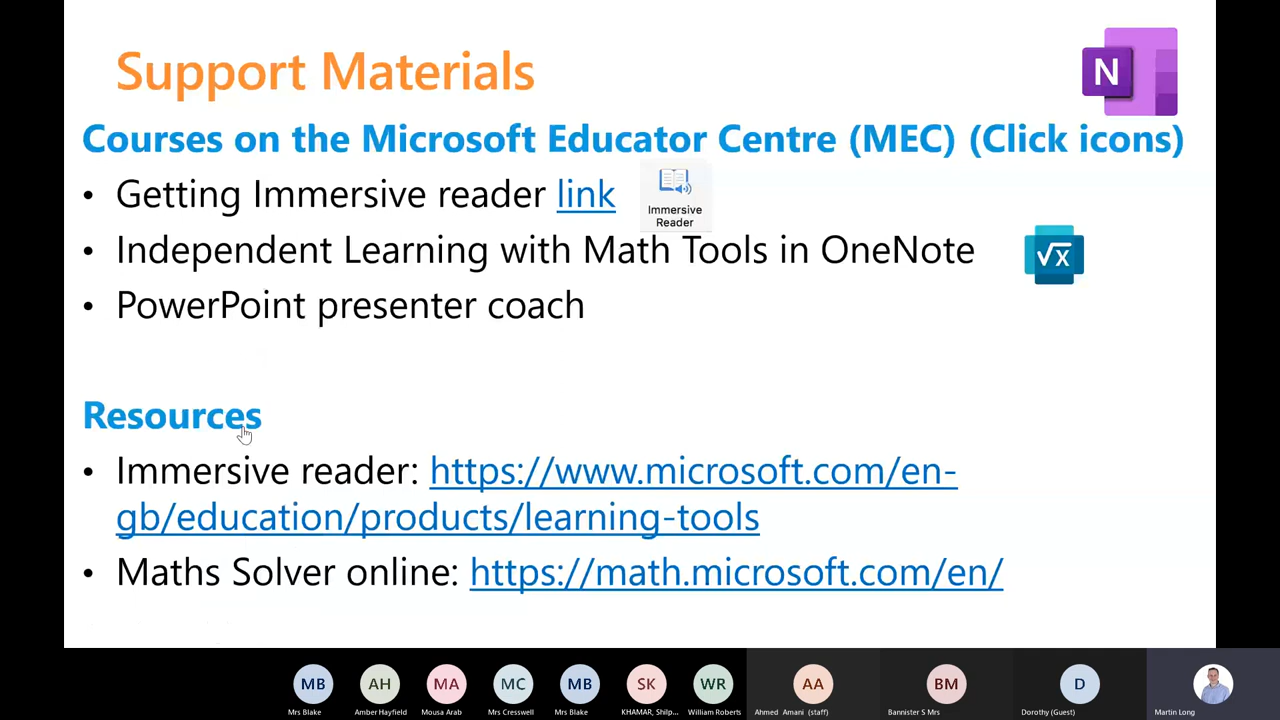 Support Materials
N
Courses on the Microsoft Educator Centre (MEC) (Click icons)
• Getting Immersive reader link
Immersive
Reader
• Independent Learning with Math Tools in OneNote
√x
• PowerPoint presenter coach
Resources
• Immersive reader: https://www.microsoft.com/en-
gb/education/products/learning-tools
• Maths Solver online: https://math.microsoft.com/en/
MB AH MA MC MB SK WR AA BM D
Mrs Blake Amber Hayfield Mousa Arab Mrs Cresswell Mrs Blake KHAMAR, Shilp... William Roberts Ahmed Amani (staff) Bannister S Mrs Dorothy (Guest) Martin Long